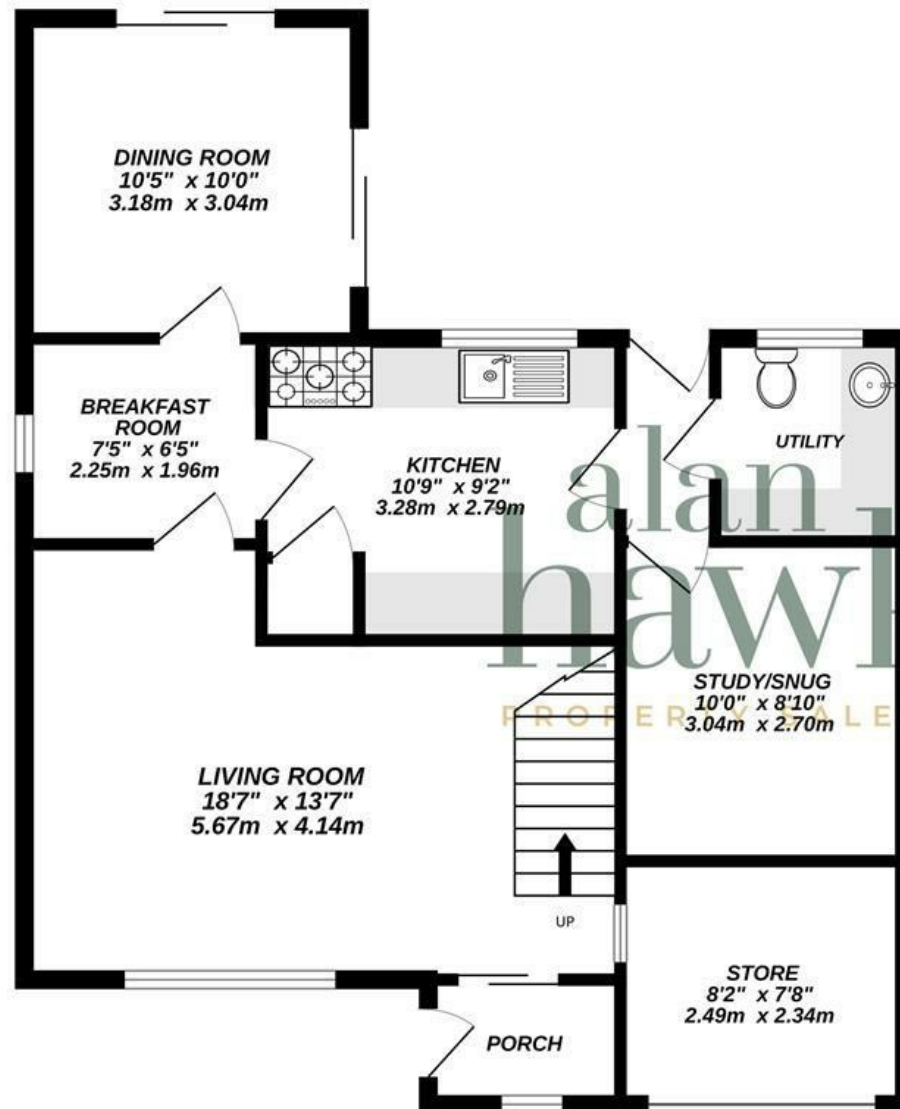 DINING ROOM
10'5" x 10'0"
3.18m x 3.04m
BREAKFAST
ROOM
7'5" x 6'5"
2.25m x 1.96m
KITCHEN
10'9" x 9'2"
3.28m x 2.79m
UTILITY
alan
hawk
PROPERTY SALE
STUDY/SNUG
10'0" x 8'10"
3.04m x 2.70m
LIVING ROOM
18'7" x 13'7"
5.67m x 4.14m
UP
STORE
8'2" x 7'8"
2.49m x 2.34m
PORCH